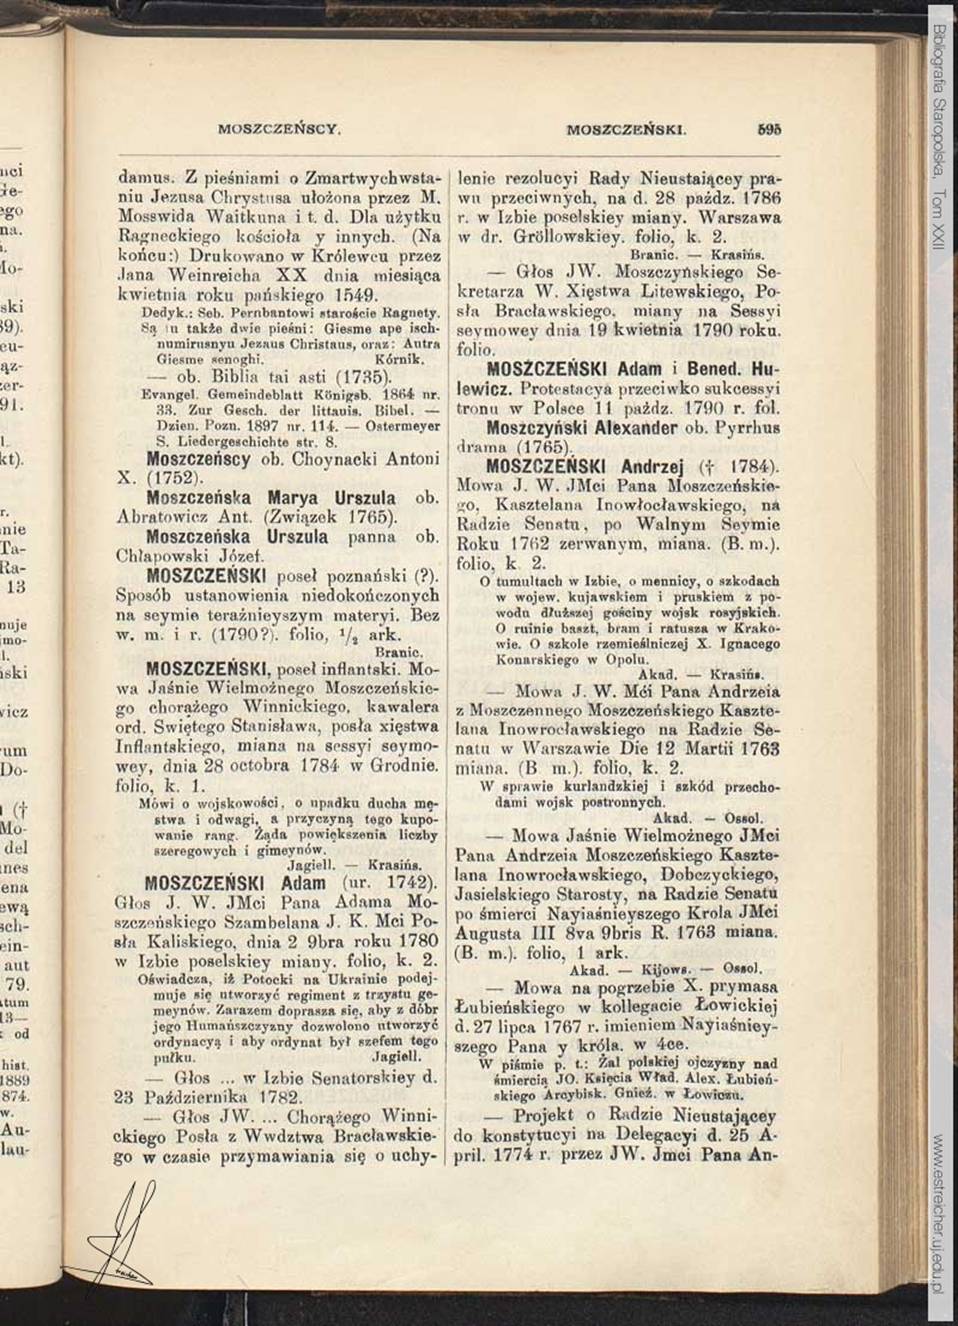 MOSZCZEŃSCY.
MOSZCZEŃSKI.
595
damus. Z pieśniami o Zmartwychwsta-
niu Jezusa Chrystusa ułożona przez M.
Mosswida Waitkuna i t. d. Dla użytku
Ragneckiego kościoła y innych. (Na
końcu:) Drukowano w Królewcu przez
Jana Weinreicha XX dnia miesiąca
kwietnia roku pańskiego 1549.
Dedyk.: Seb. Pernbantowi staroście Ragnety.
Są tu także dwie pieśni: Giesme ape isch-
numirusnyu Jezaus Christaus, oraz: Antra
Giesme senoghi. Kórnik.
— ob. Biblia tai asti (1735).
Evangel. Gemeindeblatt Königsb. 1864 nr.
33. Zur Gesch. der littauis. Bibel. —
Dzien. Pozn. 1897 nr. 114. — Ostermeyer
S. Liedergeschichte str. 8.
Moszczeńscy ob. Choynacki Antoni
X. (1752).
Moszczeńska Marya Urszula ob.
Abratowicz Ant. (Związek 1765).
Moszczeńska Urszula panna ob.
Chłapowski Józef.
MOSZCZEŃSKI poseł poznański (?).
Sposób ustanowienia niedokończonych
na seymie teraźnieyszym materyi. Bez
w. m. i r. (1790?). folio, 1/2 ark.
Branic.
MOSZCZEŃSKI, poseł inflantski. Mo-
wa Jaśnie Wielmożnego Moszczeńskie-
go chorążego Winnickiego, kawalera
ord. Swiętego Stanisława, posła xięstwa
Inflantskiego, miana na sessyi seymo-
wey, dnia 28 octobra 1784 w Grodnie.
folio, k. 1.
Mówi o wojskowości, o upadku ducha mę-
stwa i odwagi, a przyczyną tego kupo-
wanie rang. Żąda powiększenia liczby
szeregowych i gimeynów.
Jagiell. — Krasińs.
MOSZCZEŃSKI Adam (ur. 1742).
Głos J. W. JMci Pana Adama Mo-
szczeńskiego Szambelana J. K. Mci Po-
sła Kaliskiego, dnia 2 9bra roku 1780
w Izbie poselskiey miany. folio, k. 2.
Oświadcza, iż Potocki na Ukrainie podej-
muje się utworzyć regiment z trzystu ge-
meynów. Zarazem doprasza się, aby z dóbr
jego Humańszczyzny dozwolono utworzyć
ordynacyą i aby ordynat był szefem tego
pułku. Jagiell.
— Głos ... w Izbie Senatorskiey d.
23 Października 1782.
— Głos JW. ... Chorążego Winni-
ckiego Posła z Wwdztwa Bracławskie-
go w czasie przymawiania się o uchy-
lenie rezolucyi Rady Nieustaiącey pra-
wu przeciwnych, na d. 28 paźdz. 1786
r. w Izbie poselskiey miany. Warszawa
w dr. Gröllowskiey. folio, k. 2.
Branic. — Krasińs.
— Głos JW. Moszczyńskiego Se-
kretarza W. Xięstwa Litewskiego, Po-
sła Bracławskiego, miany na Sessyi
seymowey dnia 19 kwietnia 1790 roku.
folio.
MOSZCZEŃSKI Adam i Bened. Hu-
lewicz. Protestacya przeciwko sukcessyi
tronu w Polsce 11 paźdz. 1790 r. fol.
Moszczyński Alexander ob. Pyrrhus
drama (1765).
MOSZCZEŃSKI Andrzej († 1784).
Mowa J. W. JMci Pana Moszczeńskie-
go, Kasztelana Inowłocławskiego, na
Radzie Senatu, po Walnym Seymie
Roku 1762 zerwanym, miana. (B. m.).
folio, k. 2.
O tumultach w Izbie, o mennicy, o szkodach
w wojew. kujawskiem i pruskiem z po-
wodu dłuższej gościny wojsk rosyjskich.
O ruinie baszt, bram i ratusza w Krako-
wie. O szkole rzemieślniczej X. Ignacego
Konarskiego w Opolu.
Akad. — Krasińs.
— Mowa J. W. Mći Pana Andrzeia
z Moszczennego Moszczeńskiego Kaszte-
lana Inowrocławskiego na Radzie Se-
natu w Warszawie Die 12 Martii 1763
miana. (B m.). folio, k. 2.
W sprawie kurlandzkiej i szkód przecho-
dami wojsk postronnych.
Akad. — Ossol.
— Mowa Jaśnie Wielmożnego JMci
Pana Andrzeia Moszczeńskiego Kaszte-
lana Inowrocławskiego, Dobczyckiego,
Jasielskiego Starosty, na Radzie Senatu
po śmierci Nayiaśnieyszego Krola JMci
Augusta III 8va 9bris R. 1763 miana.
(B. m.). folio, 1 ark.
Akad. — Kijows. — Ossol.
— Mowa na pogrzebie X. prymasa
Łubieńskiego w kollegacie Łowickiej
d. 27 lipca 1767 r. imieniem Nayiaśniey-
szego Pana y króla. w 4ce.
W piśmie p. t.: Żal polskiej ojczyzny nad
śmiercią JO. Księcia Wład. Alex. Łubień-
skiego Arcybisk. Gnieź. w Łowiczu.
— Projekt o Radzie Nieustającey
do konstytucyi na Delegacyi d. 25 A-
pril. 1774 r. przez JW. Jmci Pana An-
Bibliografia Staropolska, Tom XXII
www.estreicher.uj.edu.pl